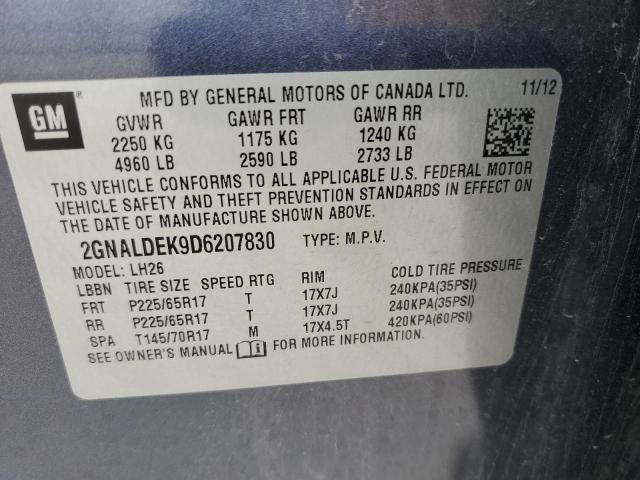 GM ®
MFD BY GENERAL MOTORS OF CANADA LTD. 11/12
GVWR GAWR FRT GAWR RR
2250 KG 1175 KG 1240 KG
4960 LB 2590 LB 2733 LB
THIS VEHICLE CONFORMS TO ALL APPLICABLE U.S. FEDERAL MOTOR
VEHICLE SAFETY AND THEFT PREVENTION STANDARDS IN EFFECT ON
THE DATE OF MANUFACTURE SHOWN ABOVE.
2GNALDEK9D6207830 TYPE: M.P.V.
MODEL: LH26
LBBN TIRE SIZE SPEED RTG RIM COLD TIRE PRESSURE
FRT P225/65R17 T 17X7J 240KPA(35PSI)
RR P225/65R17 T 17X7J 240KPA(35PSI)
SPA T145/70R17 M 17X4.5T 420KPA(60PSI)
SEE OWNER'S MANUAL FOR MORE INFORMATION.